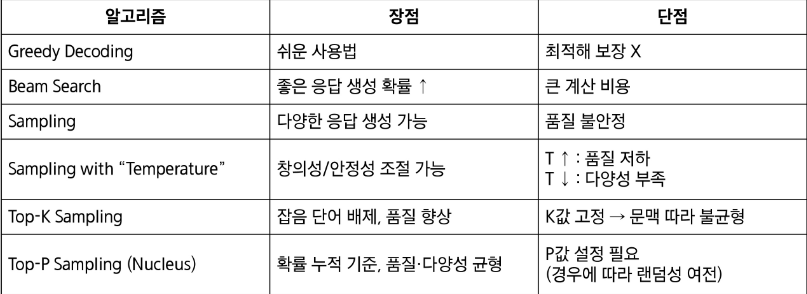 알고리즘 장점 단점
Greedy Decoding 쉬운 사용법 최적해 보장 X
Beam Search 좋은 응답 생성 확률 ↑ 큰 계산 비용
Sampling 다양한 응답 생성 가능 품질 불안정
Sampling with “Temperature” 창의성/안정성 조절 가능 T ↑ : 품질 저하
T ↓ : 다양성 부족
Top-K Sampling 잡음 단어 배제, 품질 향상 K값 고정 → 문맥 따라 불균형
Top-P Sampling (Nucleus) 확률 누적 기준, 품질·다양성 균형 P값 설정 필요
(경우에 따라 랜덤성 여전)